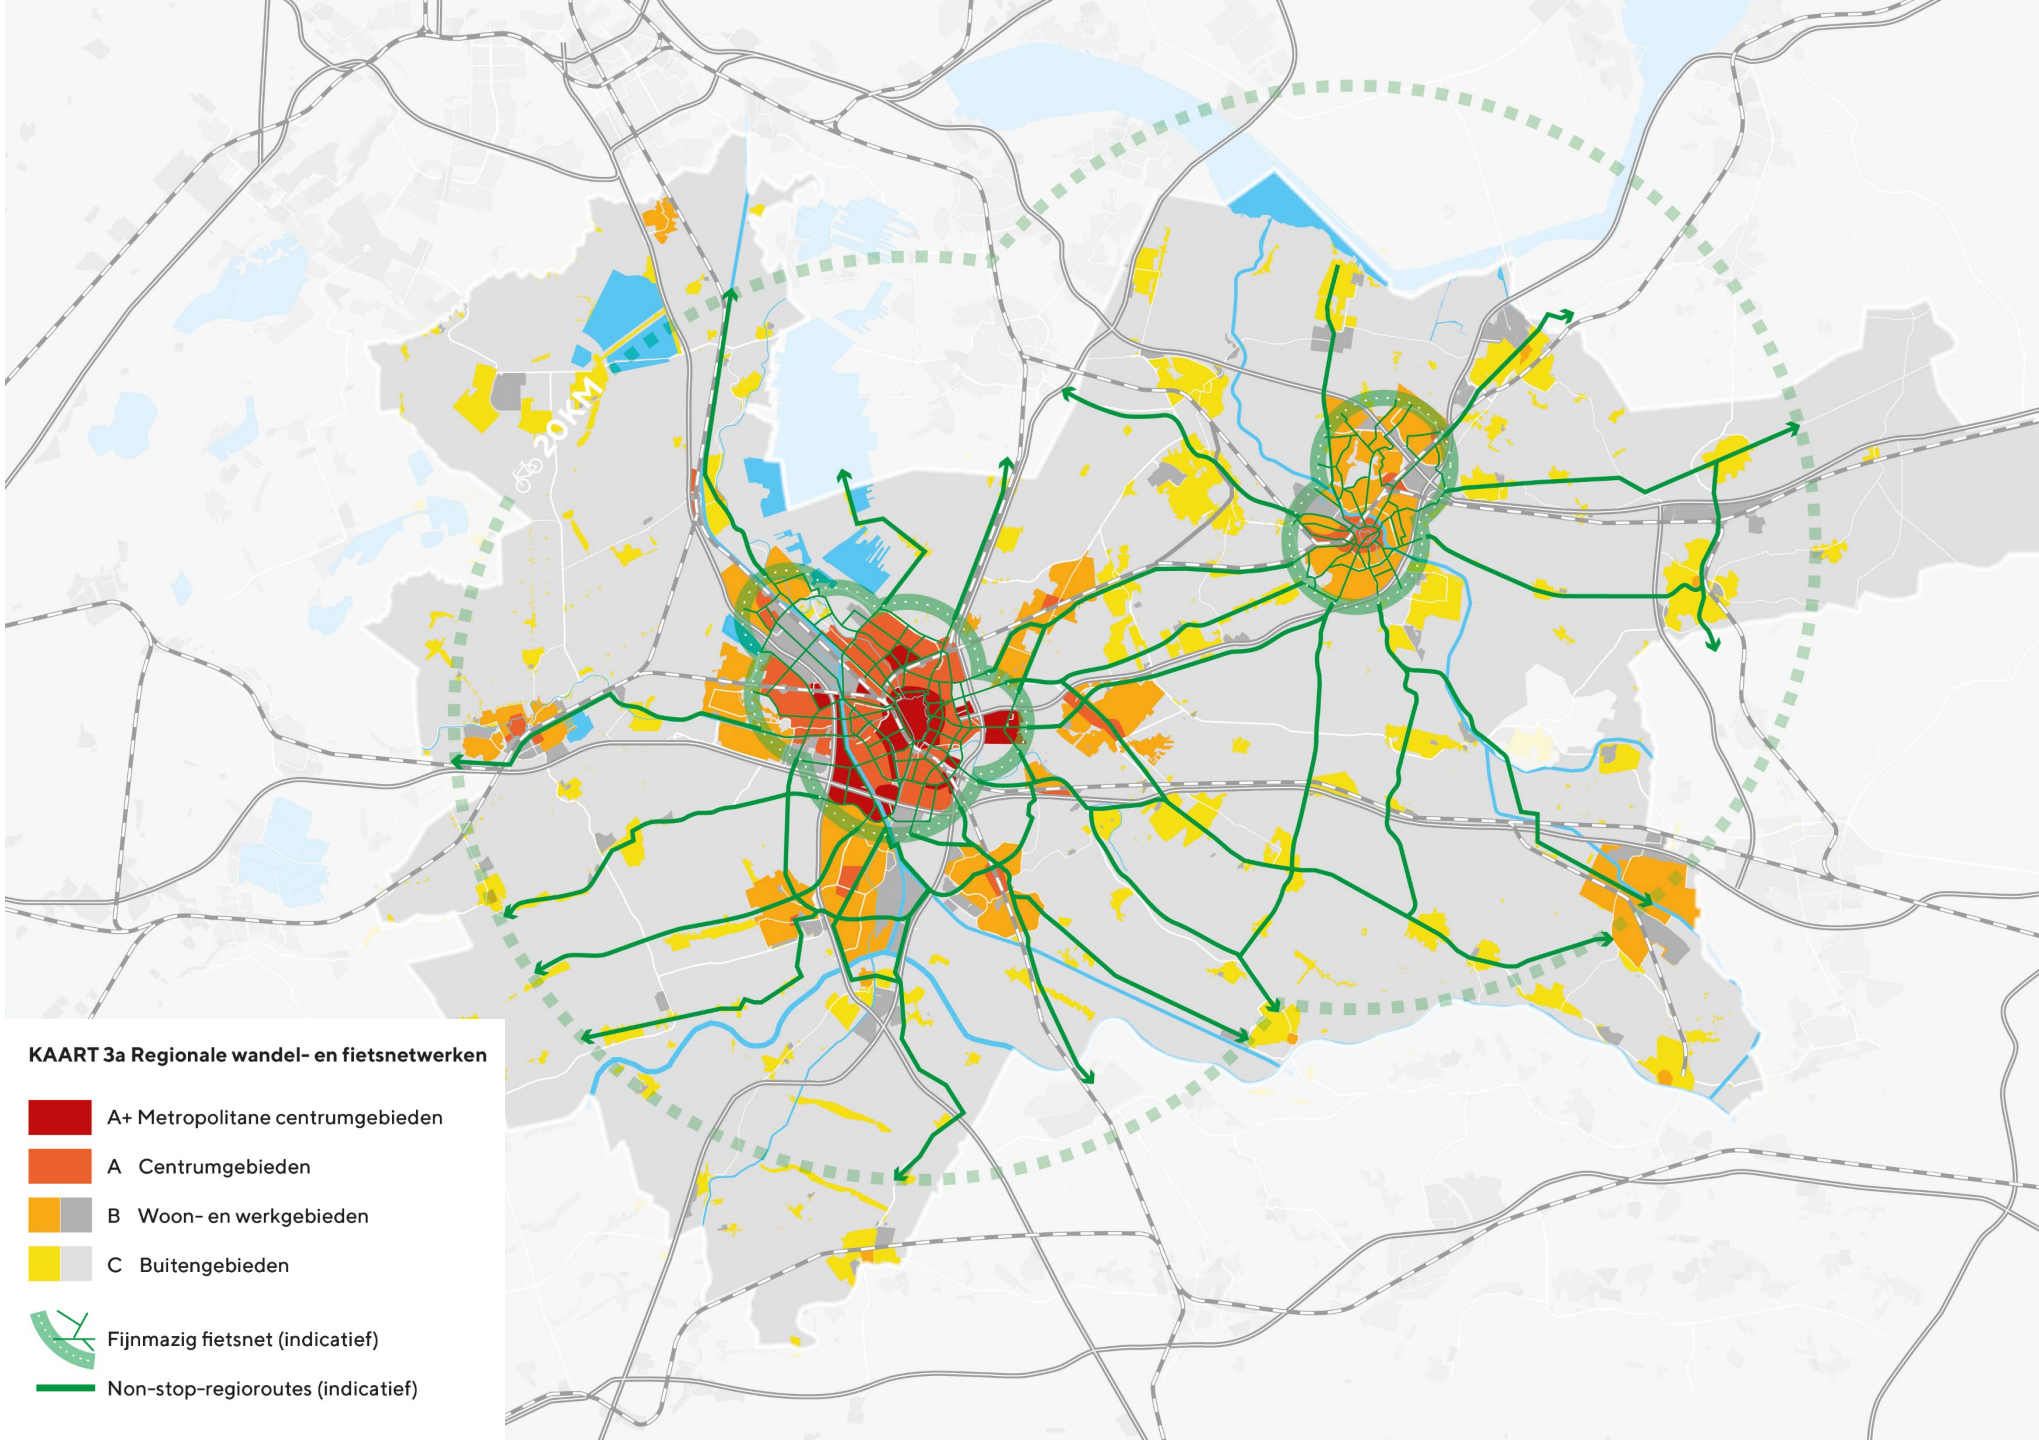 20KM
KAART 3a Regionale wandel- en fietsnetwerken
A+ Metropolitane centrumgebieden
A Centrumgebieden
B Woon- en werkgebieden
C Buitengebieden
Fijnmazig fietsnet (indicatief)
Non-stop-regioroutes (indicatief)